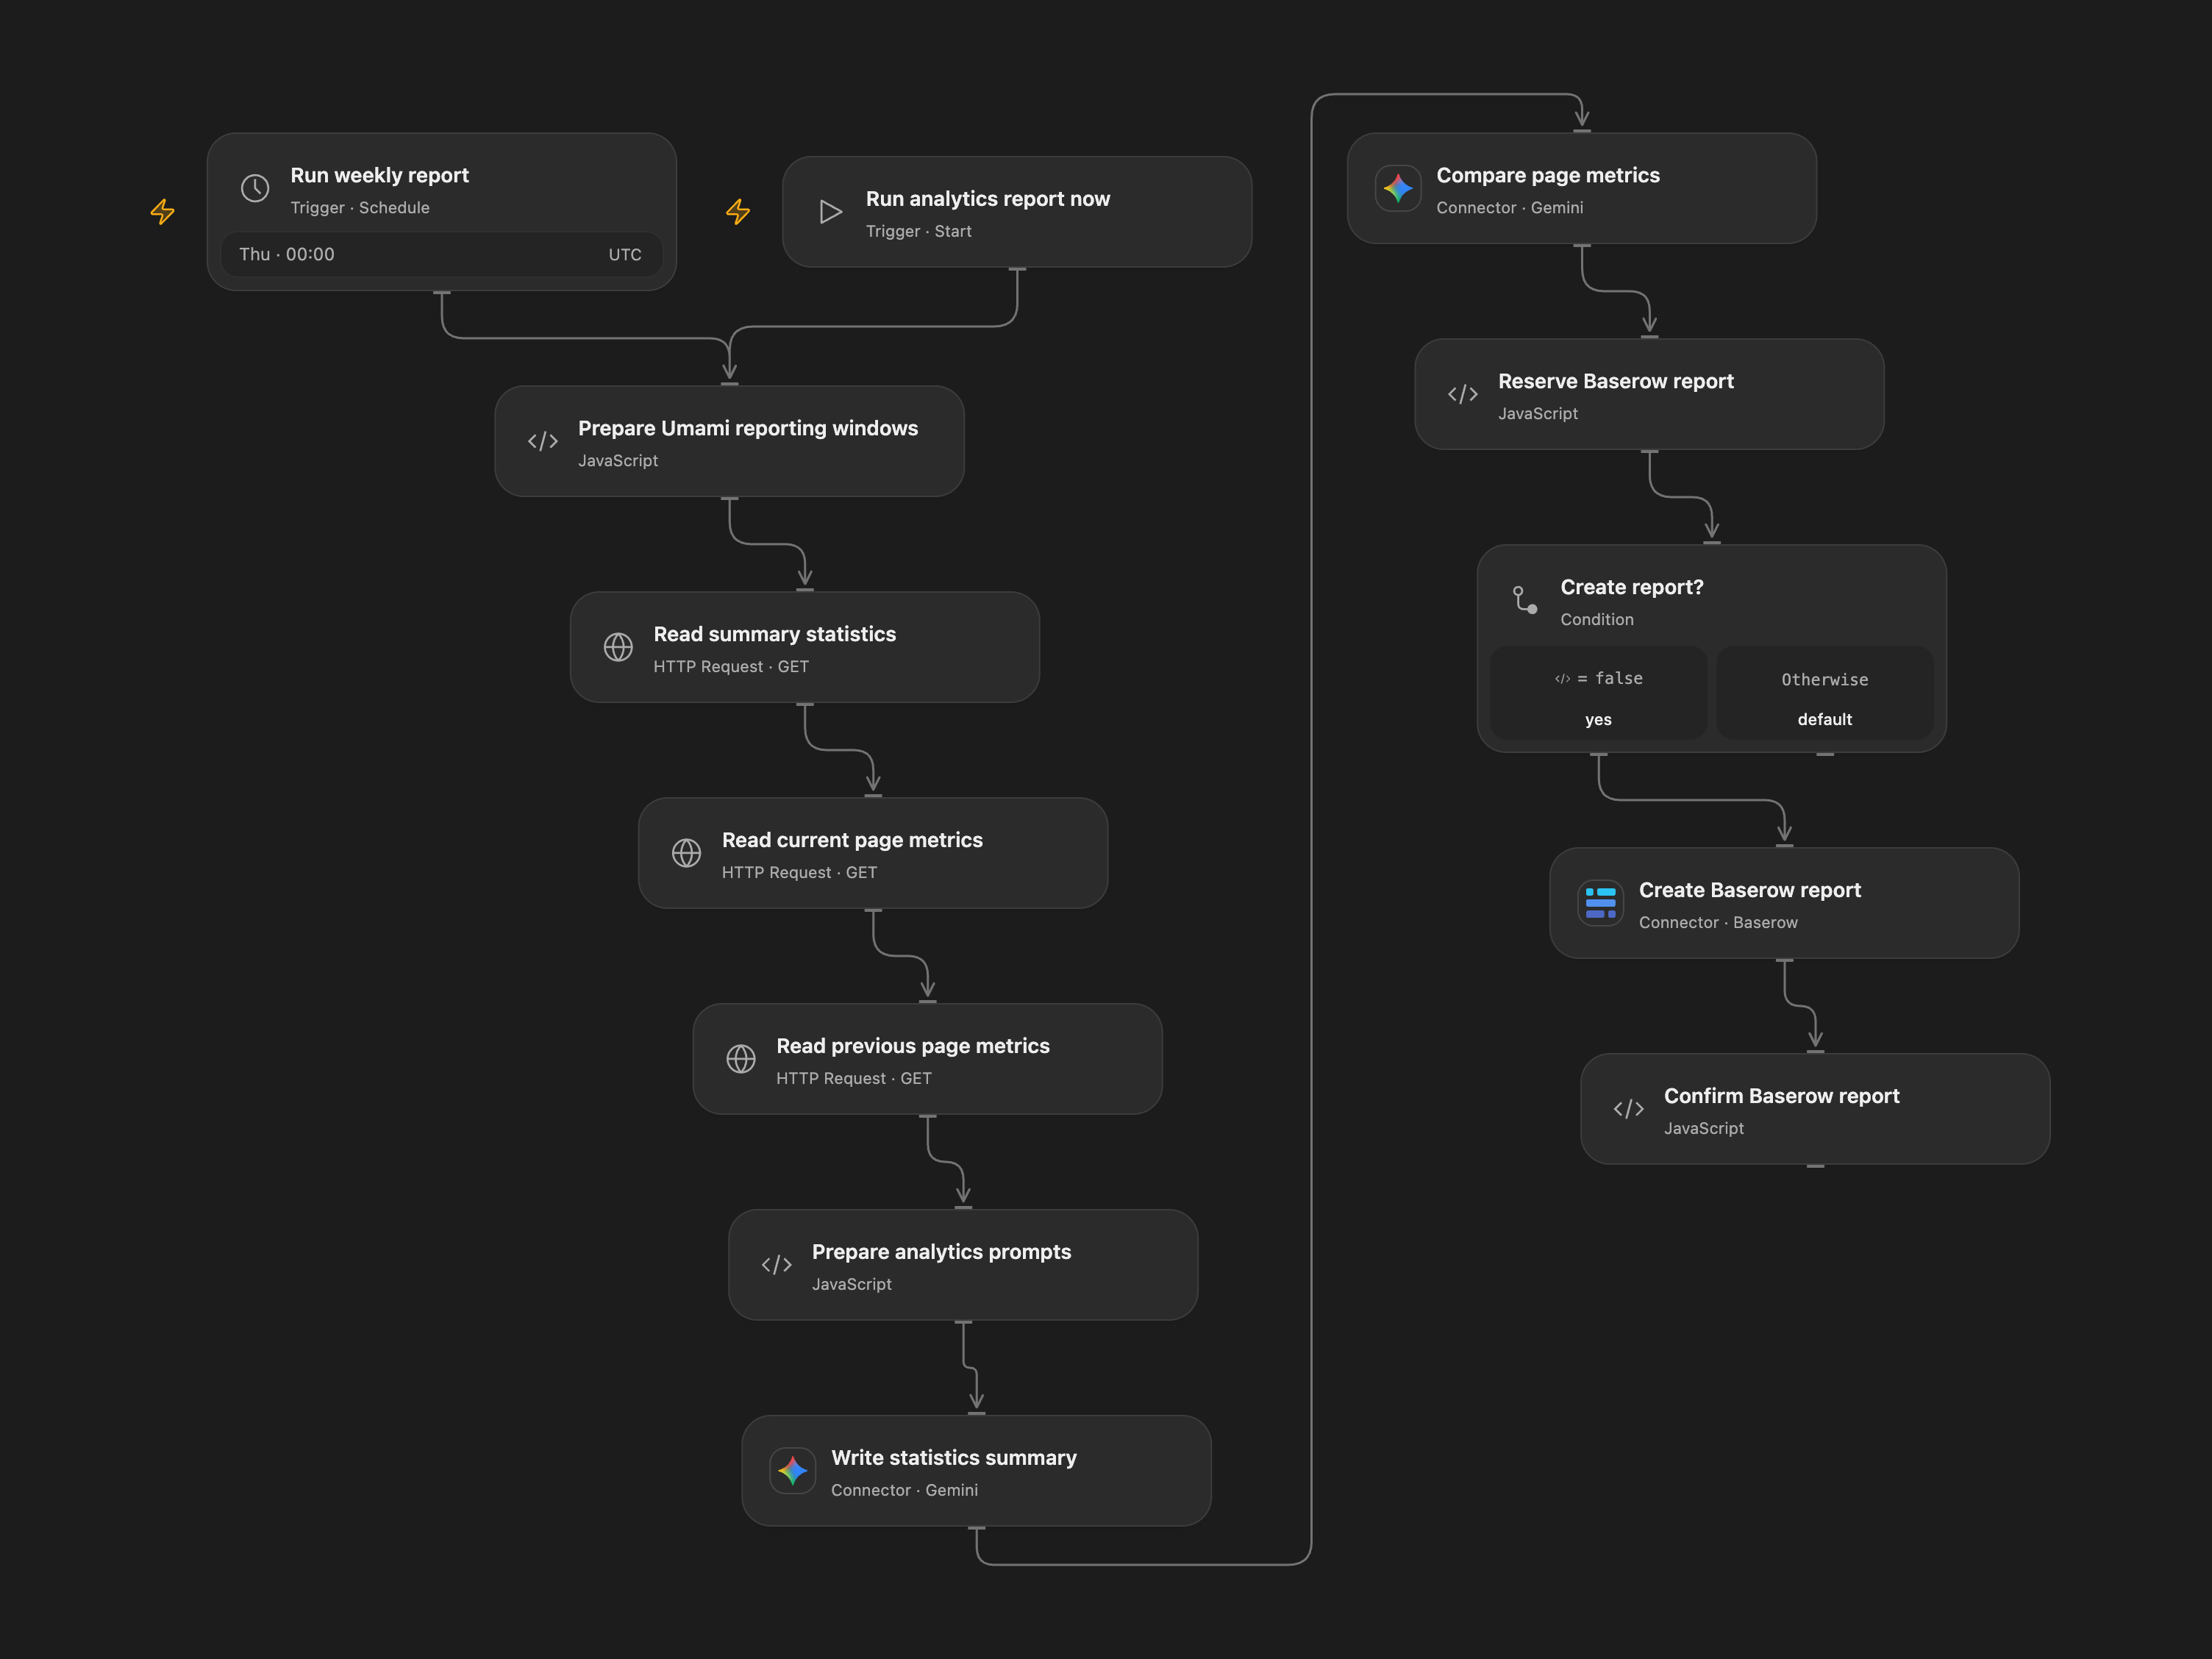 Run weekly report
Trigger · Schedule
Thu · 00:00
UTC
Run analytics report now
Trigger · Start
Prepare Umami reporting windows
JavaScript
Read summary statistics
HTTP Request · GET
Read current page metrics
HTTP Request · GET
Read previous page metrics
HTTP Request · GET
Prepare analytics prompts
JavaScript
Write statistics summary
Connector · Gemini
Compare page metrics
Connector · Gemini
Reserve Baserow report
JavaScript
Create report?
Condition
</> = false
yes
Otherwise
default
Create Baserow report
Connector · Baserow
Confirm Baserow report
JavaScript